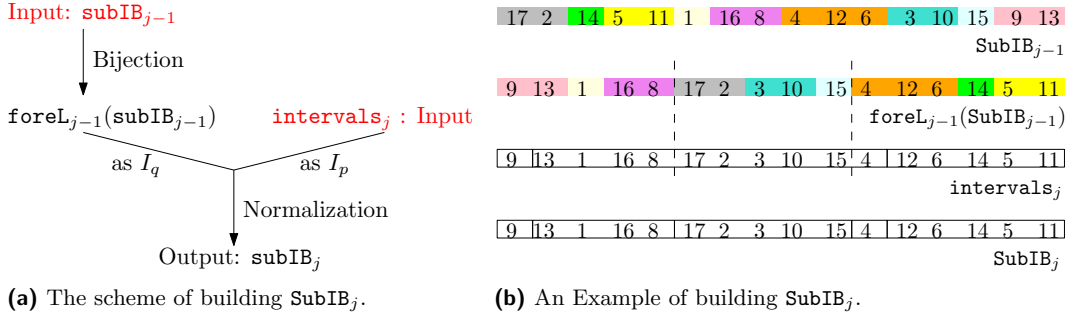 Input: subIB_{j−1}
Bijection
foreL_{j−1}(subIB_{j−1})
intervals_j : Input
as I_q
as I_p
Normalization
Output: subIB_j
(a) The scheme of building SubIB_j.
17 2 14 5 11 1 16 8 4 12 6 3 10 15 9 13
SubIB_{j−1}
9 13 1 16 8 17 2 3 10 15 4 12 6 14 5 11
foreL_{j−1}(SubIB_{j−1})
9 13 1 16 8 17 2 3 10 15 4 12 6 14 5 11
intervals_j
9 13 1 16 8 17 2 3 10 15 4 12 6 14 5 11
SubIB_j
(b) An Example of building SubIB_j.